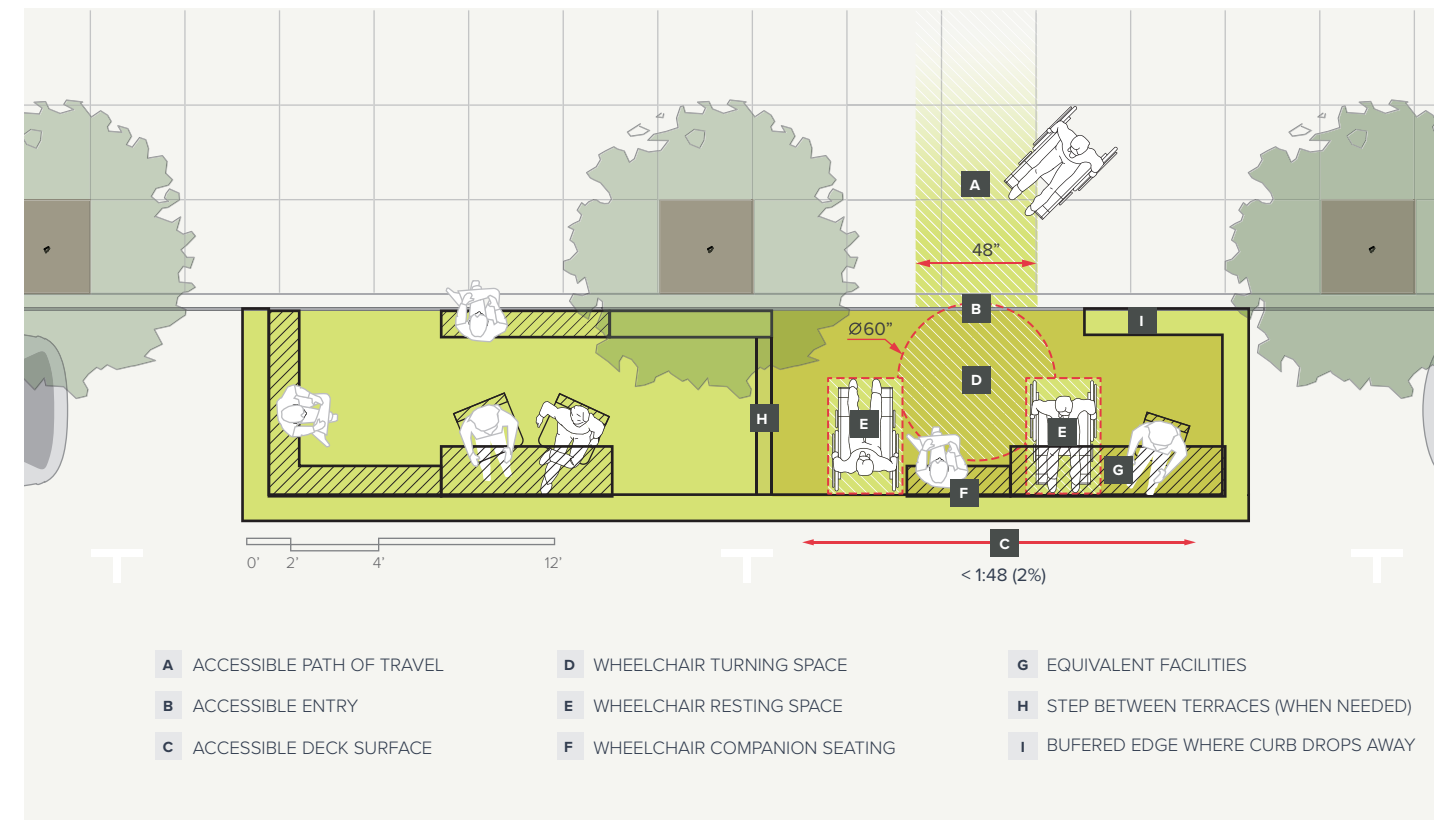 A
48”
B
Ø60”
I
D
H
E
E
G
F
C
0' 2' 4' 12'
< 1:48 (2%)
A ACCESSIBLE PATH OF TRAVEL
B ACCESSIBLE ENTRY
C ACCESSIBLE DECK SURFACE
D WHEELCHAIR TURNING SPACE
E WHEELCHAIR RESTING SPACE
F WHEELCHAIR COMPANION SEATING
G EQUIVALENT FACILITIES
H STEP BETWEEN TERRACES (WHEN NEEDED)
I BUFERED EDGE WHERE CURB DROPS AWAY